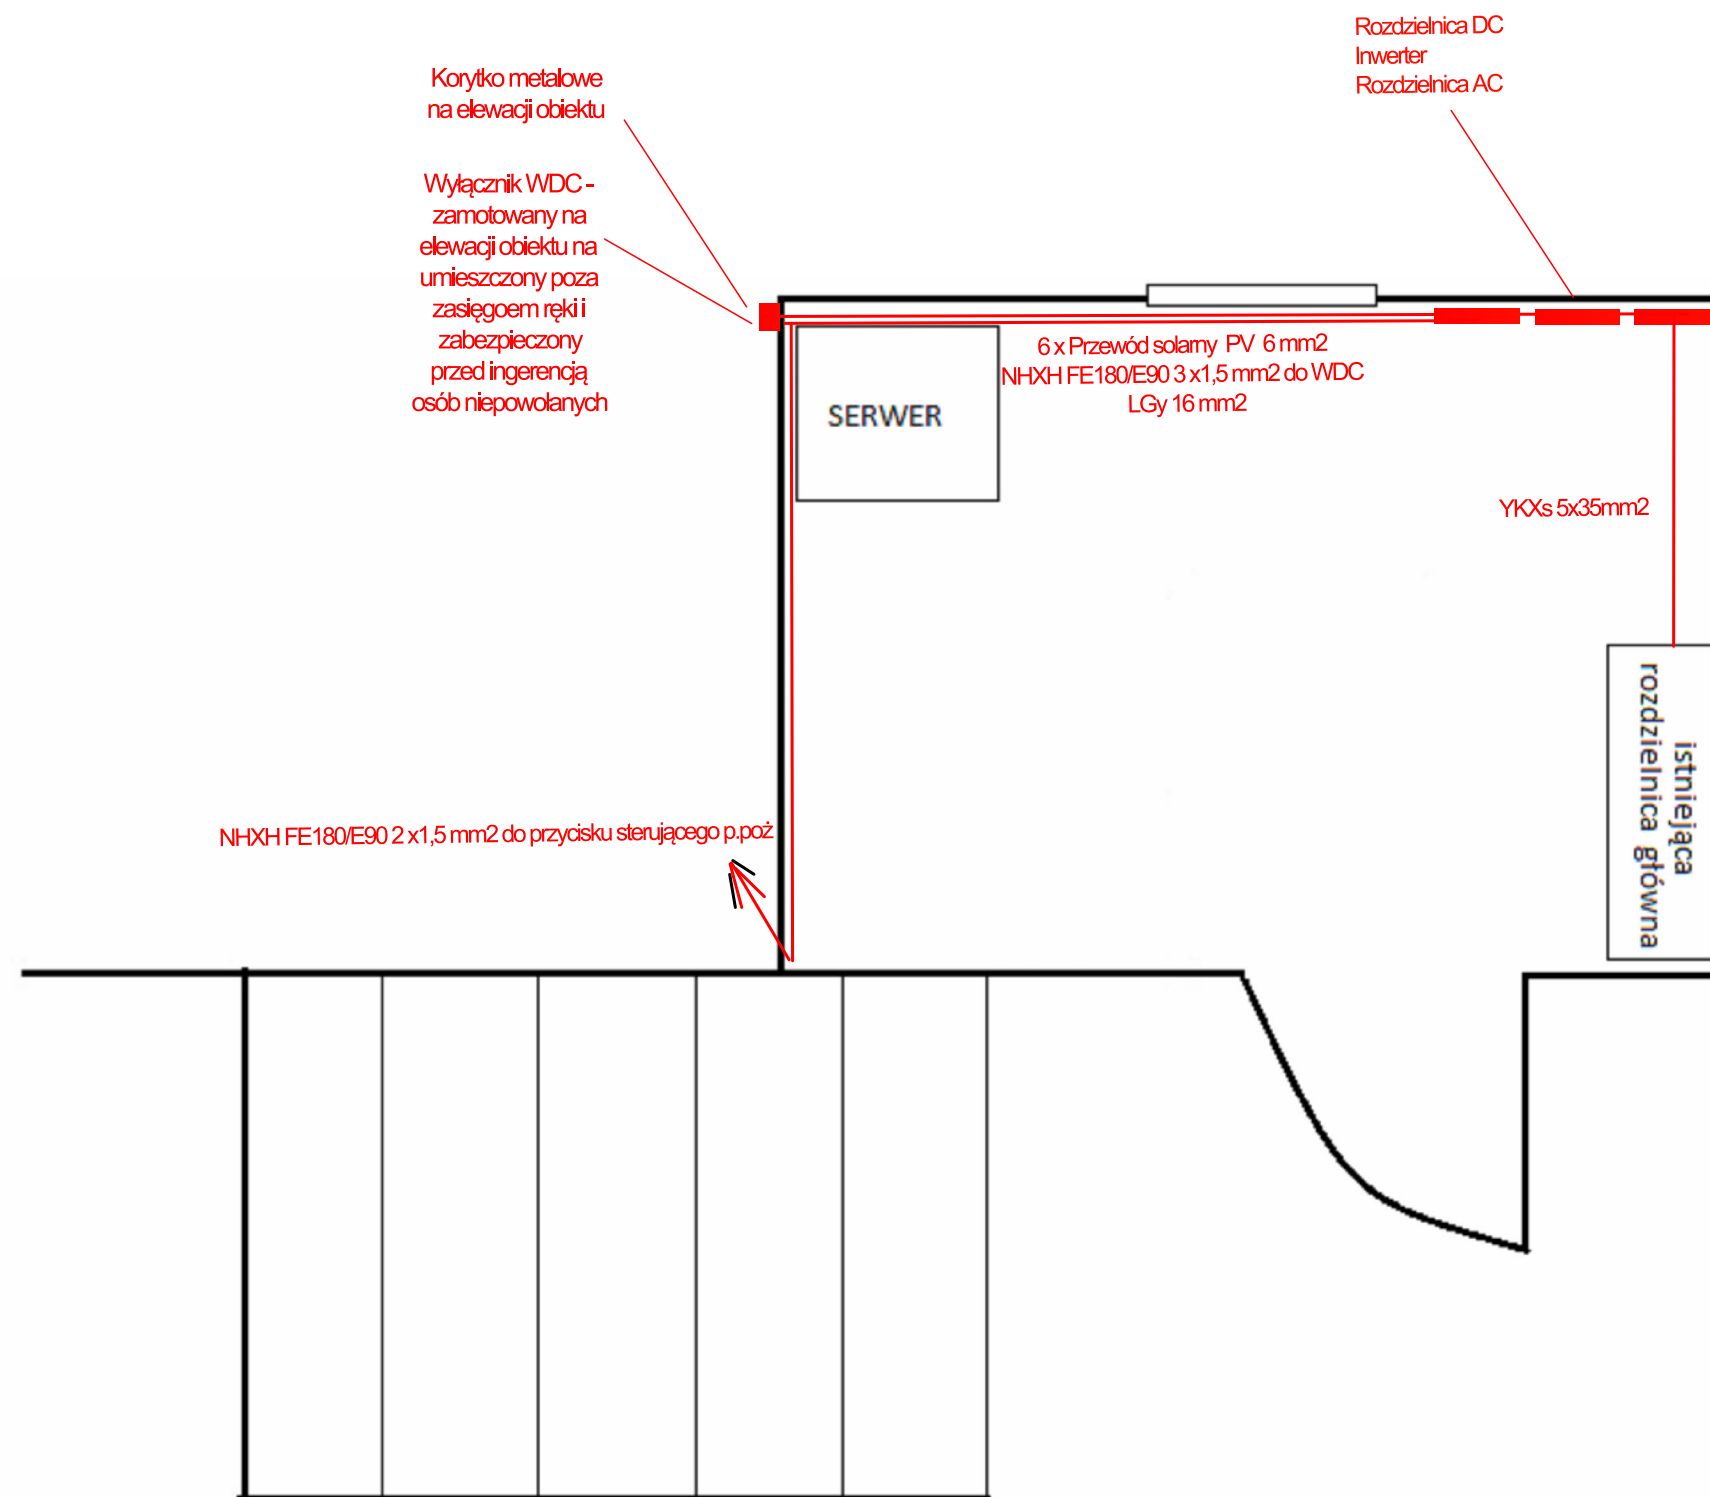 Rozdzielnica DC
Inwerter
Rozdzielnica AC
Korytko metalowe
na elewacji obiektu
Wyłącznik WDC -
zamotowany na
elewacji obiektu na
umieszczony poza
zasięgoem ręki i
zabezpieczony
przed ingerencją
osób niepowołanych
6 x Przewód solarny PV 6 mm2
NHXH FE180/E90 3 x1,5 mm2 do WDC
LGy 16 mm2
SERWER
YKXs 5x35mm2
istniejąca
rozdzielnica główna
NHXH FE180/E90 2 x1,5 mm2 do przycisku sterującego p.poż